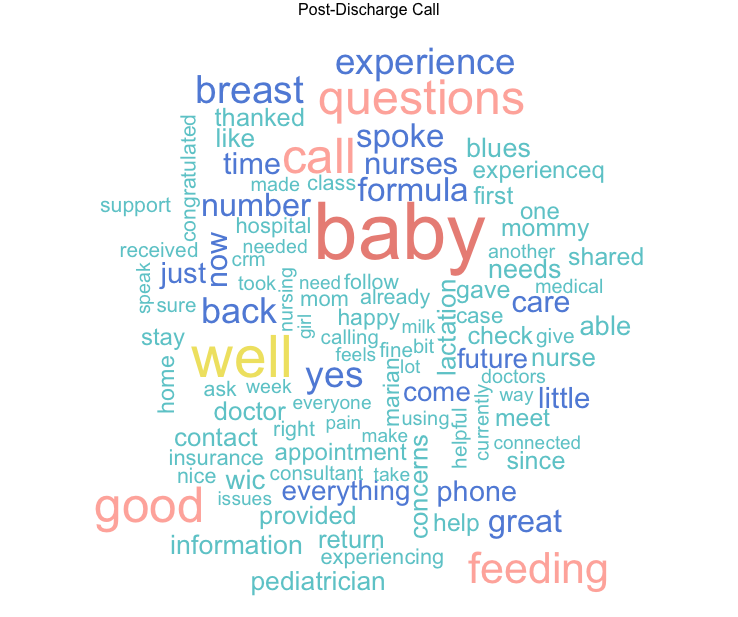 Post-Discharge Call
experience
breast
questions
thanked
congratulated
like
spoke
call
blues
time
nurses
experienceq
made
class
formula
first
support
number
baby
one
hospital
mommy
received
now
needed
another
shared
crm
speak
just
needs
took
nursing
need
follow
medical
gave
sure
back
girl
mom
already
lactation
care
happy
case
able
stay
milk
calling
check
give
well
feels
fine
bit
future
nurse
home
yes
lot
doctors
ask
week
marian
come
currently
way
little
everyone
doctor
using
helpful
meet
right
pain
contact
make
connected
appointment
concerns
insurance
since
nice
wic
consultant
take
issues
everything
phone
good
provided
help
great
information
return
experiencing
feeding
pediatrician